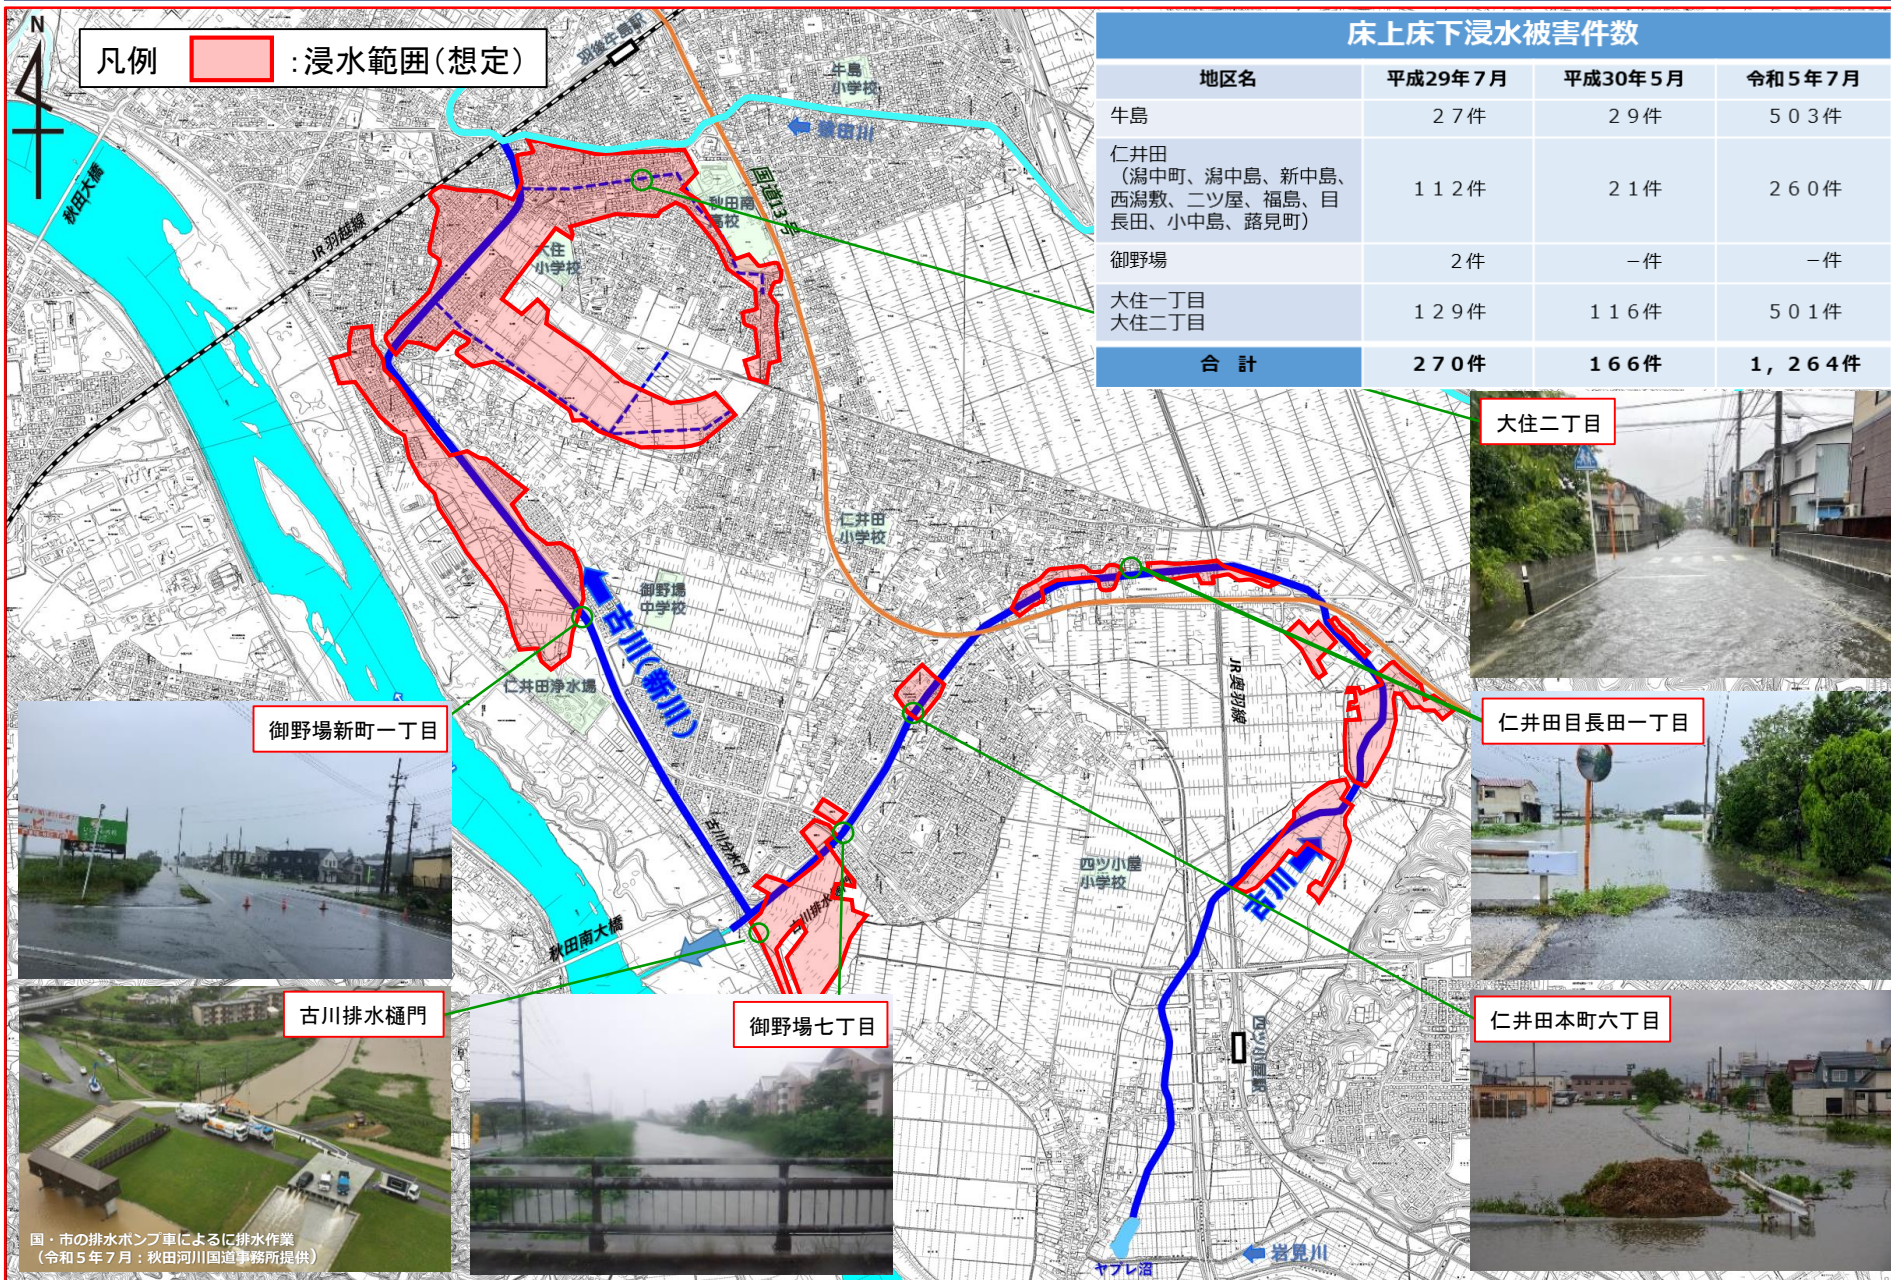 N
凡例 :浸水範囲(想定)
床上床下浸水被害件数
地区名 平成29年7月 平成30年5月 令和5年7月
牛島 27件 29件 503件
仁井田
（潟中町、潟中島、新中島、
西潟敷、二ツ屋、福島、目
長田、小中島、蕗見町）
112件 21件 260件
御野場 2件 －件 －件
大住一丁目
大住二丁目
129件 116件 501件
合 計 270件 166件 1，264件
羽後牛島駅
牛島
小学校
猿田川
秋田大橋
JR羽越線
国道13号
秋田南
高校
大住
小学校
仁井田
小学校
御野場
中学校
古川(新川)
仁井田浄水場
JR奥羽線
古川分水門
四ツ小屋
小学校
古川
古川排水
秋田南大橋
四ツ小屋駅
岩見川
ヤブレ沼
大住二丁目
仁井田目長田一丁目
仁井田本町六丁目
御野場新町一丁目
古川排水樋門
御野場七丁目
国・市の排水ポンプ車によるに排水作業
（令和5年7月：秋田河川国道事務所提供）